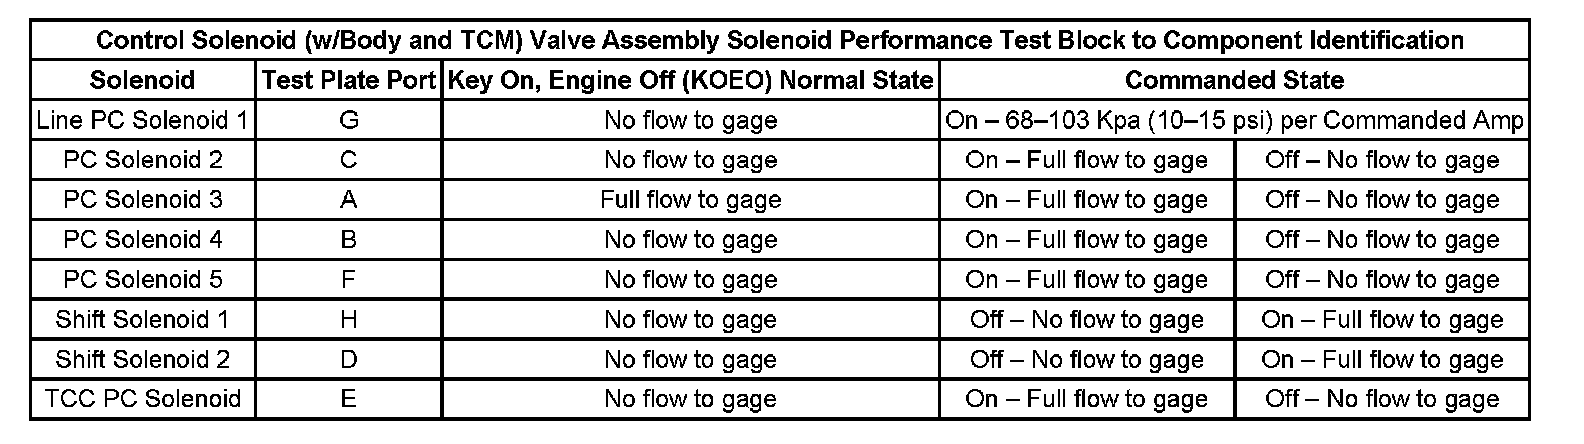 Control Solenoid (w/Body and TCM) Valve Assembly Solenoid Performance Test Block to Component Identification
Solenoid Test Plate Port Key On, Engine Off (KOEO) Normal State Commanded State
Line PC Solenoid 1 G No flow to gage On – 68–103 Kpa (10–15 psi) per Commanded Amp
PC Solenoid 2 C No flow to gage On – Full flow to gage Off – No flow to gage
PC Solenoid 3 A Full flow to gage On – Full flow to gage Off – No flow to gage
PC Solenoid 4 B No flow to gage On – Full flow to gage Off – No flow to gage
PC Solenoid 5 F No flow to gage On – Full flow to gage Off – No flow to gage
Shift Solenoid 1 H No flow to gage Off – No flow to gage On – Full flow to gage
Shift Solenoid 2 D No flow to gage Off – No flow to gage On – Full flow to gage
TCC PC Solenoid E No flow to gage On – Full flow to gage Off – No flow to gage